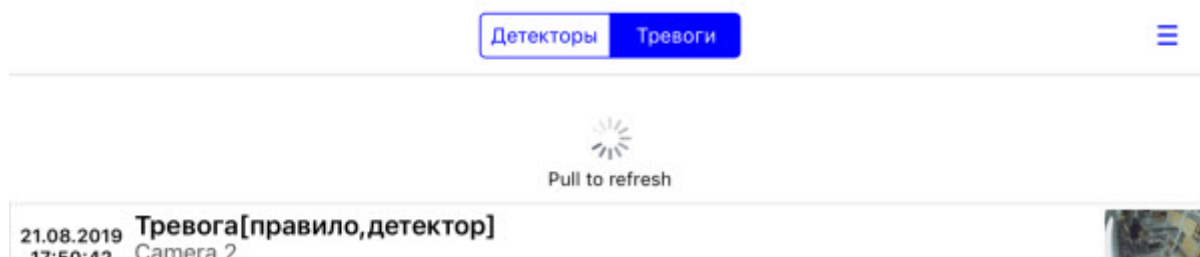 Детекторы Тревоги
Pull to refresh
21.08.2019 Тревога[правило,детектор]
Camera 2